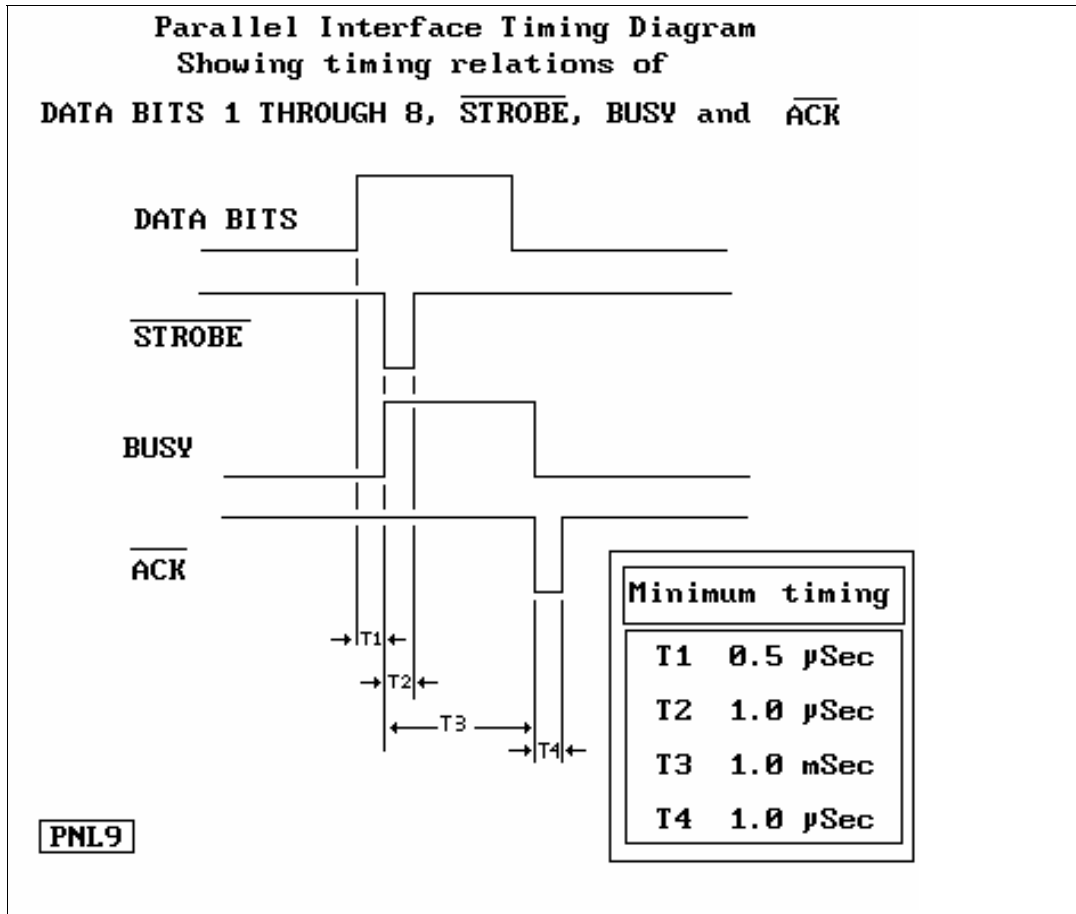 Parallel Interface Timing Diagram
Showing timing relations of
DATA BITS 1 THROUGH 8, STROBE, BUSY and ACK
DATA BITS
STROBE
BUSY
ACK
T1
T2
T3
T4
Minimum timing
T1 0.5 µSec
T2 1.0 µSec
T3 1.0 mSec
T4 1.0 µSec
PNL9